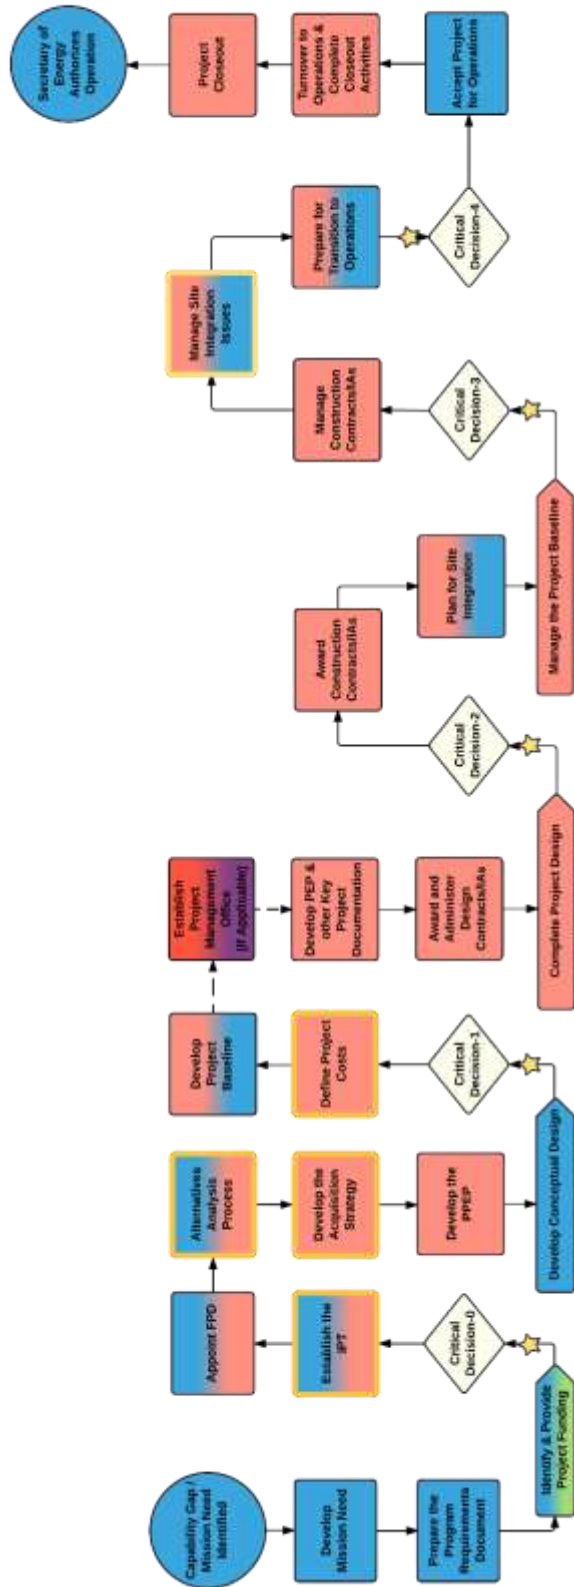 Capability Gap /
Mission Need
Identified
Develop
Mission Need
Prepare the
Program
Requirements
Document
Identify & Provide
Project Funding
Critical
Decision-0
Establish the
IPT
Appoint FPD
Alternatives
Analysis
Process
Develop the
Acquisition
Strategy
Develop the
PPEP
Develop Conceptual Design
Critical
Decision-1
Define Project
Costs
Develop
Project
Baseline
Establish
Project
Management
Office
(If Applicable)
Develop PEP &
other Key
Project
Documentation
Award and
Administer
Design
Contracts/IAs
Complete Project Design
Critical
Decision-2
Award
Construction
Contracts/IAs
Plan for Site
Integration
Manage the Project Baseline
Critical
Decision-3
Manage
Construction
Contracts/IAs
Manage Site
Integration
Issues
Prepare for
Transition to
Operations
Critical
Decision-4
Accept Project
for Operations
Turnover to
Operations &
Complete
Closeout
Activities
Project
Closeout
Secretary of
Energy
Authorizes
Operation